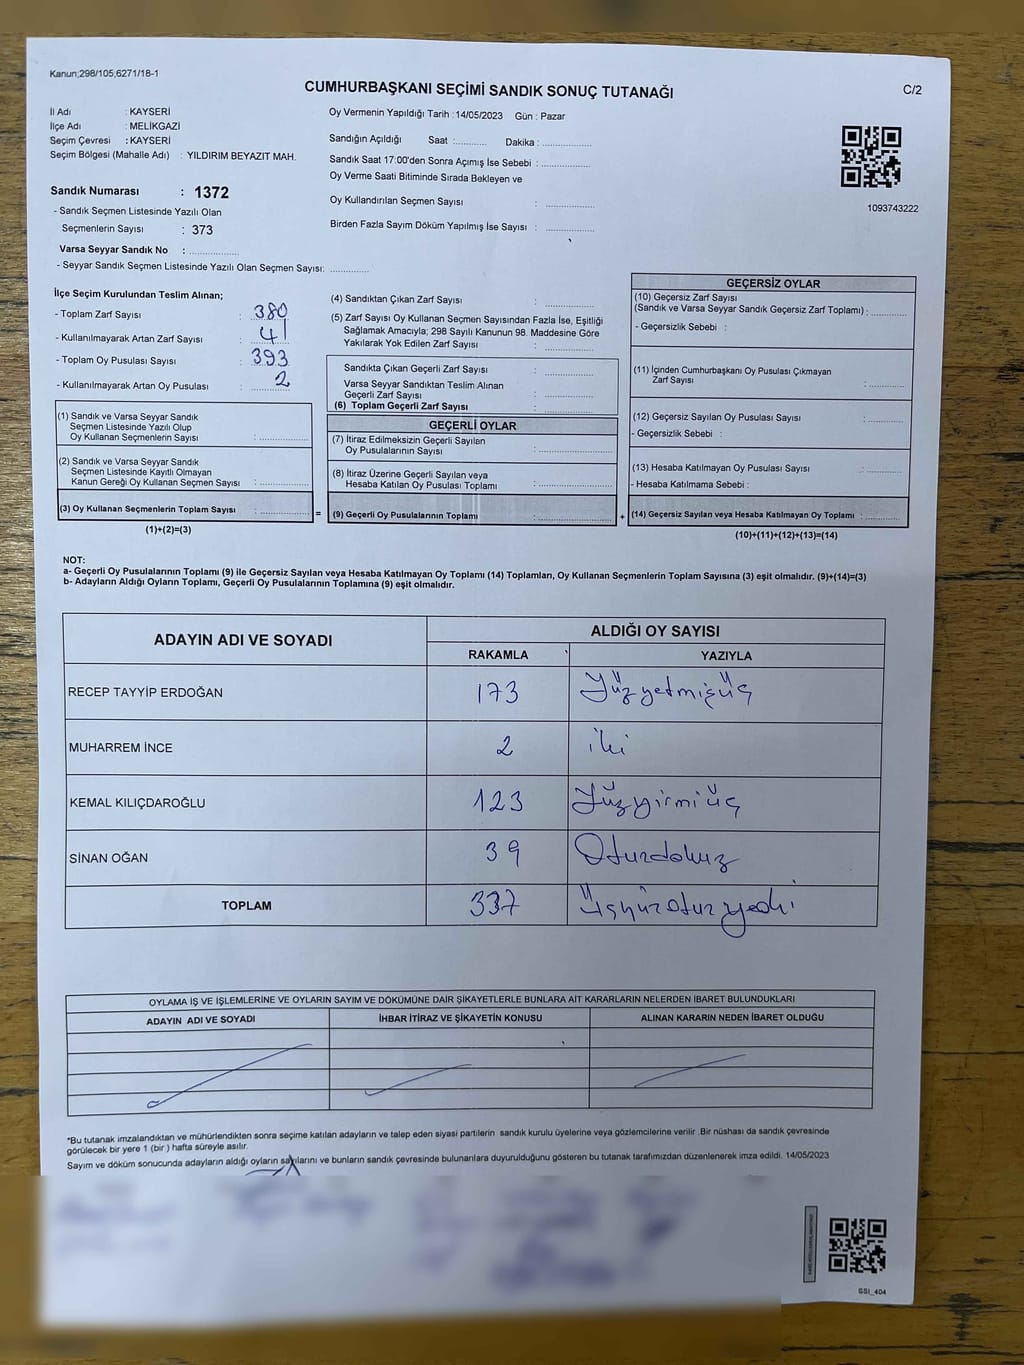 Kanun;298/105,6271/18-1
CUMHURBAŞKANI SEÇİMİ SANDIK SONUÇ TUTANAĞI
C/2
İl Adı : KAYSERİ
İlçe Adı : MELİKGAZİ
Seçim Çevresi : KAYSERİ
Seçim Bölgesi (Mahalle Adı) : YILDIRIM BEYAZIT MAH.
Sandık Numarası : 1372
- Sandık Seçmen Listesinde Yazılı Olan
Seçmenlerin Sayısı : 373
Varsa Seyyar Sandık No : ................
- Seyyar Sandık Seçmen Listesinde Yazılı Olan Seçmen Sayısı: ............
Oy Vermenin Yapıldığı Tarih : 14/05/2023 Gün : Pazar
Sandığın Açıldığı Saat : ........... Dakika : ................
Sandık Saat 17:00'den Sonra Açımış İse Sebebi : ................
Oy Verme Saati Bitiminde Sırada Bekleyen ve
Oy Kullandırılan Seçmen Sayısı : ................
Birden Fazla Sayım Döküm Yapılmış İse Sayısı : ................
1093743222
İlçe Seçim Kurulundan Teslim Alınan;
- Toplam Zarf Sayısı : 380
- Kullanılmayarak Artan Zarf Sayısı : 41
- Toplam Oy Pusulası Sayısı : 393
- Kullanılmayarak Artan Oy Pusulası : 2
(1) Sandık ve Varsa Seyyar Sandık
Seçmen Listesinde Yazılı Olup
Oy Kullanan Seçmenlerin Sayısı : ................
(2) Sandık ve Varsa Seyyar Sandık
Seçmen Listesinde Kayıtlı Olmayan
Kanun Gereği Oy Kullanan Seçmen Sayısı : ................
(3) Oy Kullanan Seçmenlerin Toplam Sayısı : ................
(1)+(2)=(3)
(4) Sandıktan Çıkan Zarf Sayısı : ................
(5) Zarf Sayısı Oy Kullanan Seçmen Sayısından Fazla İse, Eşitliği
Sağlamak Amacıyla; 298 Sayılı Kanunun 98. Maddesine Göre
Yakılarak Yok Edilen Zarf Sayısı : ................
Sandıkta Çıkan Geçerli Zarf Sayısı : ................
Varsa Seyyar Sandıktan Teslim Alınan
Geçerli Zarf Sayısı : ................
(6) Toplam Geçerli Zarf Sayısı : ................
GEÇERLİ OYLAR
(7) İtiraz Edilmeksizin Geçerli Sayılan
Oy Pusulalarının Sayısı : ................
(8) İtiraz Üzerine Geçerli Sayılan veya
Hesaba Katılan Oy Pusulası Toplamı : ................
= (9) Geçerli Oy Pusulalarının Toplamı : ................ +
GEÇERSİZ OYLAR
(10) Geçersiz Zarf Sayısı
(Sandık ve Varsa Seyyar Sandık Geçersiz Zarf Toplamı) : ...........
- Geçersizlik Sebebi :
(11) İçinden Cumhurbaşkanı Oy Pusulası Çıkmayan
Zarf Sayısı : ...........
(12) Geçersiz Sayılan Oy Pusulası Sayısı : ...........
- Geçersizlik Sebebi :
(13) Hesaba Katılmayan Oy Pusulası Sayısı : ...........
- Hesaba Katılmama Sebebi :
(14) Geçersiz Sayılan veya Hesaba Katılmayan Oy Toplamı : ...........
(10)+(11)+(12)+(13)=(14)
NOT:
a- Geçerli Oy Pusulalarının Toplamı (9) ile Geçersiz Sayılan veya Hesaba Katılmayan Oy Toplamı (14) Toplamları, Oy Kullanan Seçmenlerin Toplam Sayısına (3) eşit olmalıdır. (9)+(14)=(3)
b- Adayların Aldığı Oyların Toplamı, Geçerli Oy Pusulalarının Toplamına (9) eşit olmalıdır.
ADAYIN ADI VE SOYADI
ALDIĞI OY SAYISI
RAKAMLA YAZIYLA
RECEP TAYYİP ERDOĞAN 173 Yüzyetmişüç
MUHARREM İNCE 2 iki
KEMAL KILIÇDAROĞLU 123 Yüzyirmiüç
SİNAN OĞAN 39 Otuzdokuz
TOPLAM 337 Üçyüzotuzyedi
OYLAMA İŞ VE İŞLEMLERİNE VE OYLARIN SAYIM VE DÖKÜMÜNE DAİR ŞİKAYETLERLE BUNLARA AİT KARARLARIN NELERDEN İBARET BULUNDUKLARI
ADAYIN ADI VE SOYADI İHBAR İTİRAZ VE ŞİKAYETİN KONUSU ALINAN KARARIN NEDEN İBARET OLDUĞU
*Bu tutanak imzalandıktan ve mühürlendikten sonra seçime katılan adayların ve talep eden siyasi partilerin sandık kurulu üyelerine veya gözlemcilerine verilir .Bir nüshası da sandık çevresinde
görülecek bir yere 1 (bir ) hafta süreyle asılır.
Sayım ve döküm sonucunda adayların aldığı oyların sayılarını ve bunların sandık çevresinde bulunanlara duyurulduğunu gösteren bu tutanak tarafımızdan düzenlenerek imza edildi. 14/05/2023
SSI_404